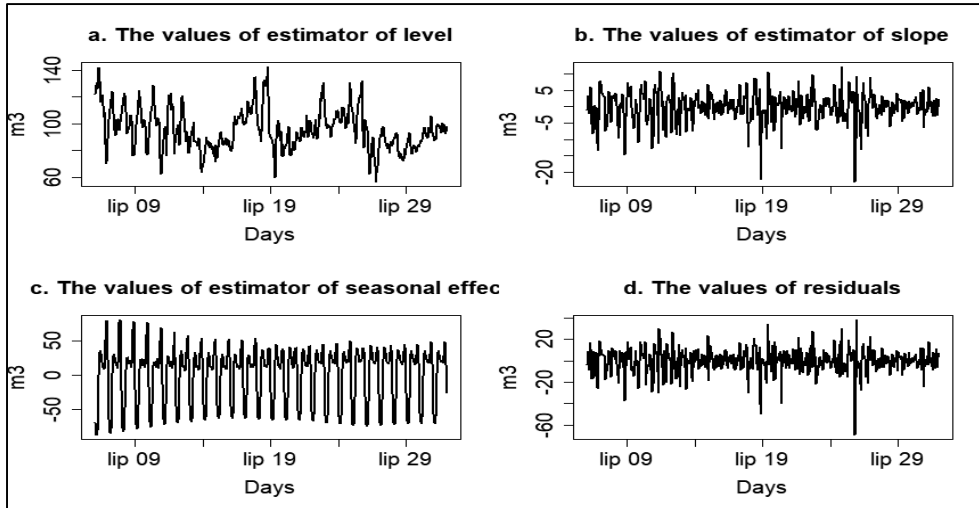 a. The values of estimator of level
m3
140
100
60
lip 09
lip 19
lip 29
Days
b. The values of estimator of slope
m3
5
-5
-20
lip 09
lip 19
lip 29
Days
c. The values of estimator of seasonal effec
m3
50
0
-50
lip 09
lip 19
lip 29
Days
d. The values of residuals
m3
20
-20
-60
lip 09
lip 19
lip 29
Days